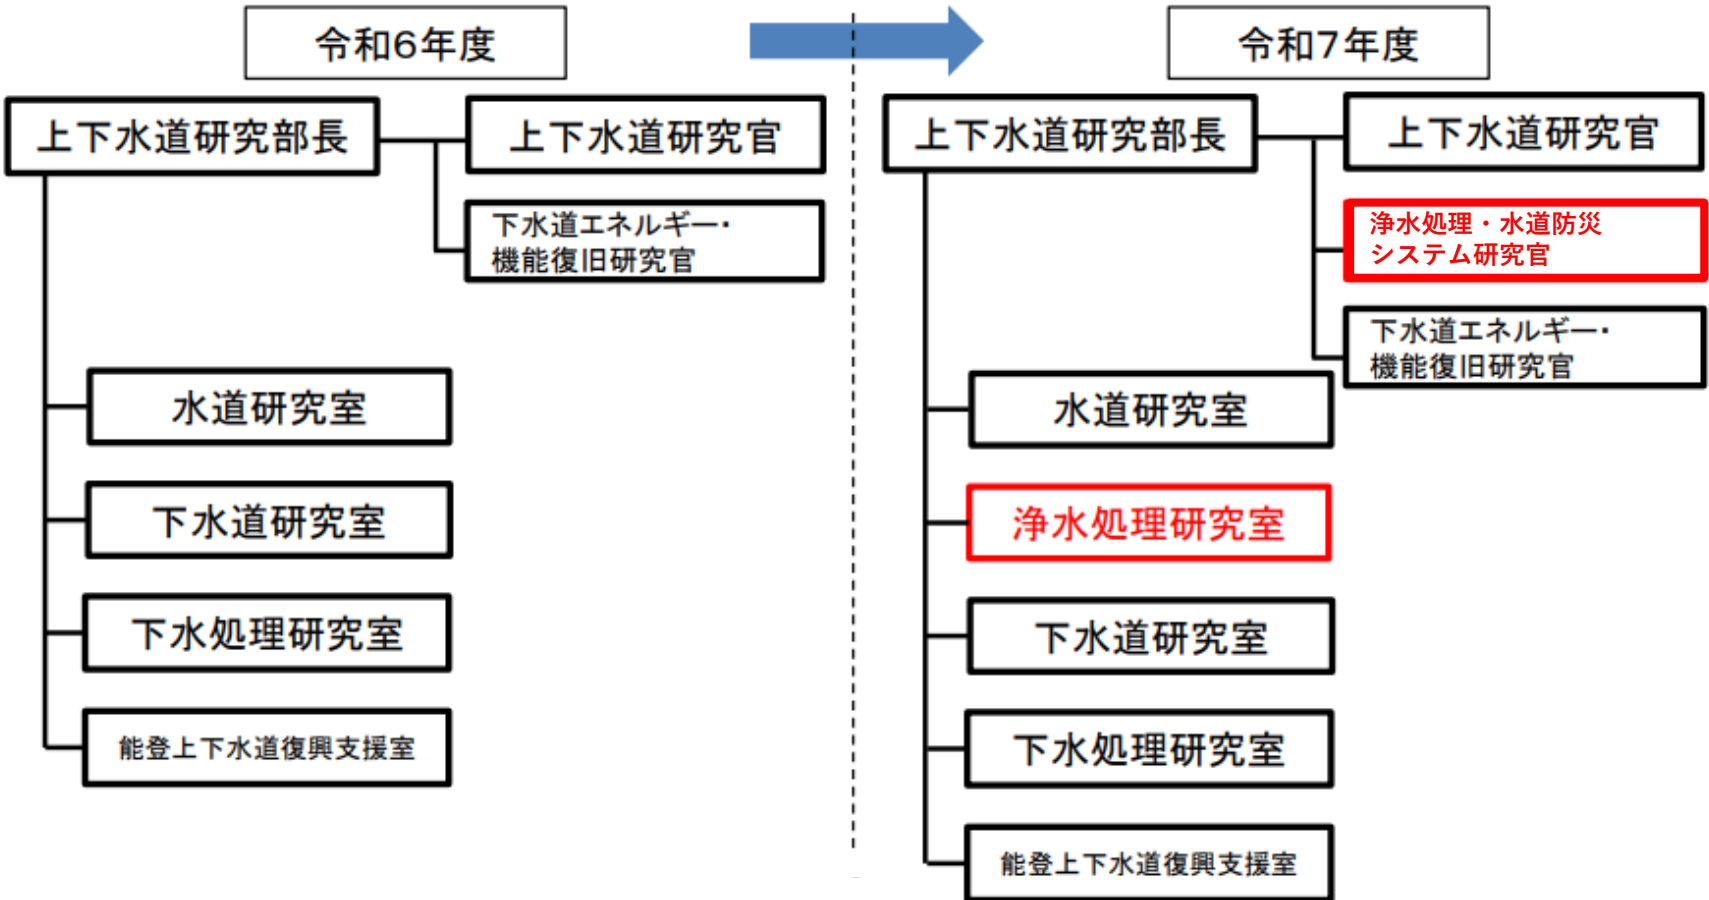 令和6年度
上下水道研究部長
上下水道研究官
下水道エネルギー・
機能復旧研究官
水道研究室
下水道研究室
下水処理研究室
能登上下水道復興支援室
令和7年度
上下水道研究部長
上下水道研究官
浄水処理・水道防災
システム研究官
下水道エネルギー・
機能復旧研究官
水道研究室
浄水処理研究室
下水道研究室
下水処理研究室
能登上下水道復興支援室